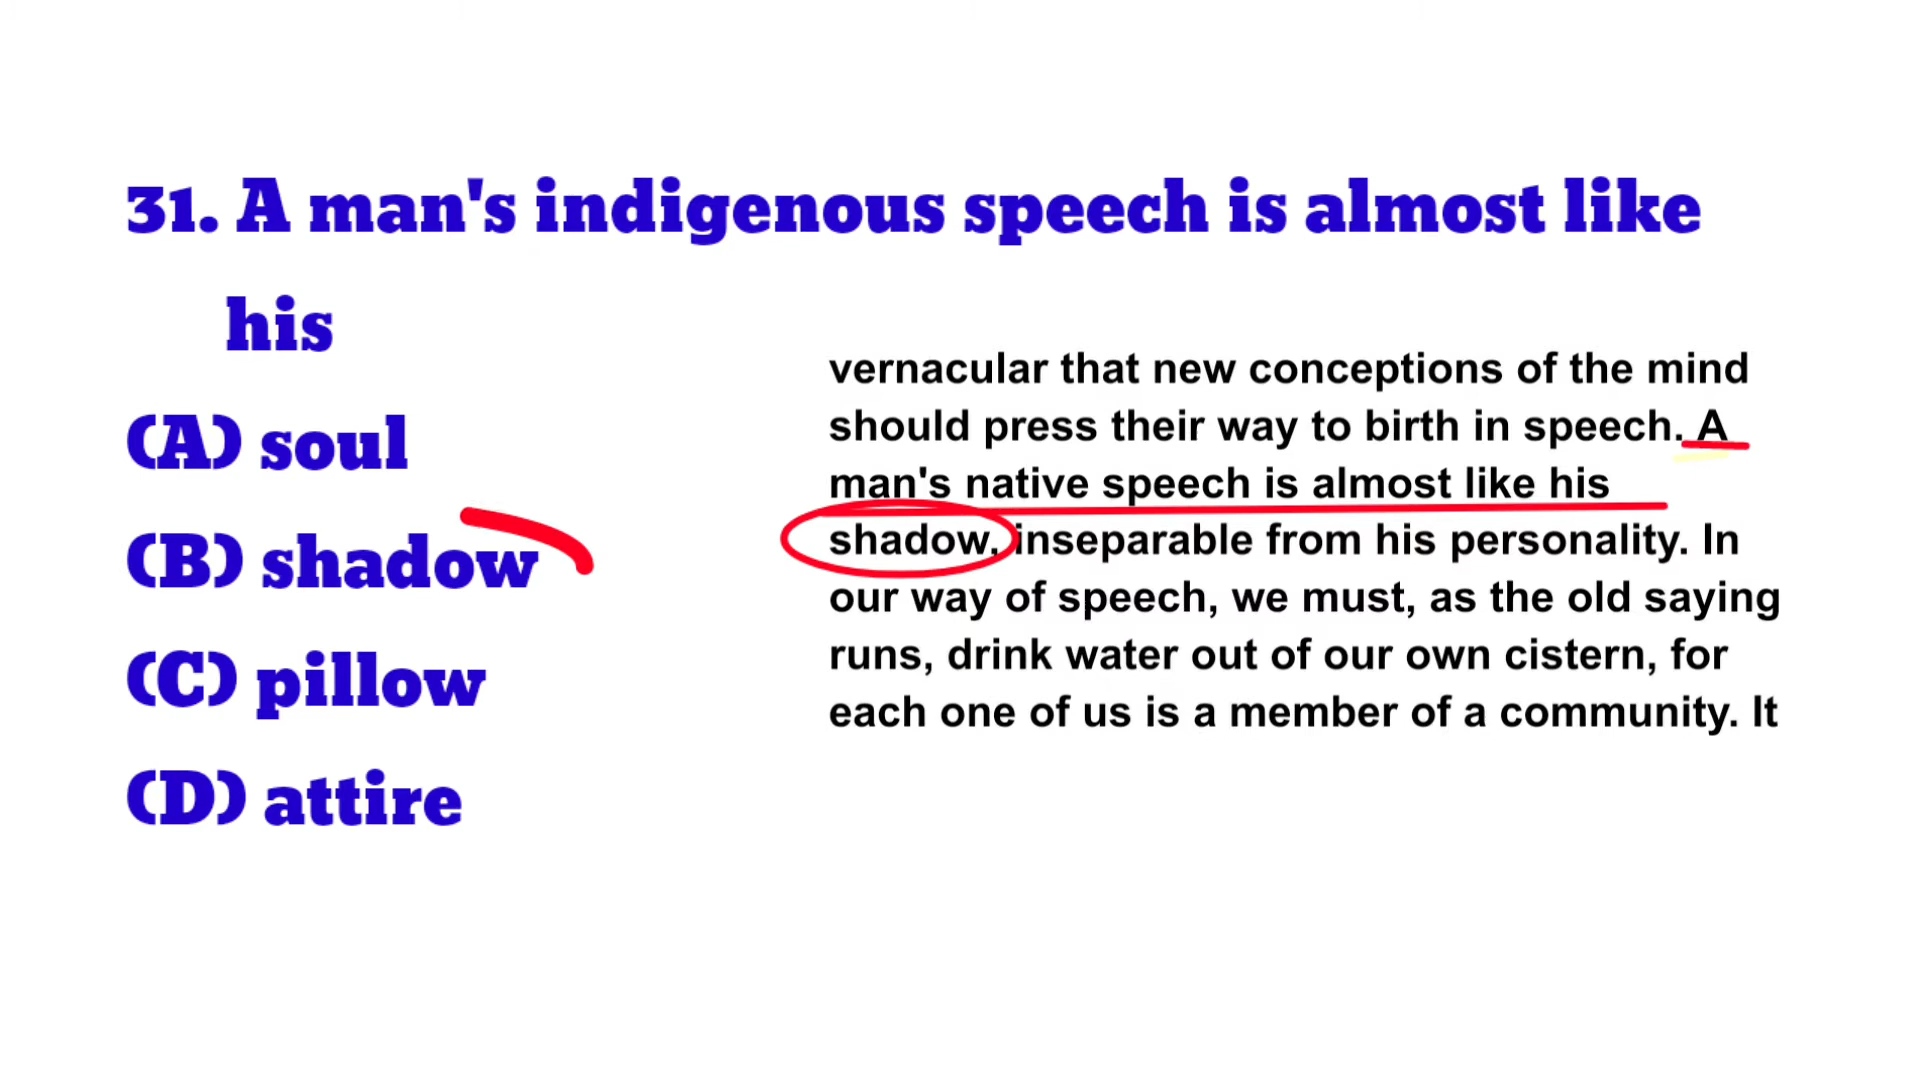 31. A man's indigenous speech is almost like
his
(A) soul
(B) shadow
(C) pillow
(D) attire
vernacular that new conceptions of the mind
should press their way to birth in speech. A
man's native speech is almost like his
shadow, inseparable from his personality. In
our way of speech, we must, as the old saying
runs, drink water out of our own cistern, for
each one of us is a member of a community. It